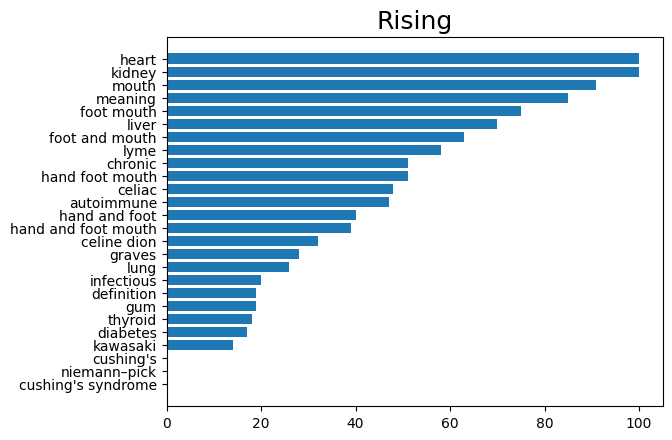 Rising
heart
kidney
mouth
meaning
foot mouth
liver
foot and mouth
lyme
chronic
hand foot mouth
celiac
autoimmune
hand and foot
hand and foot mouth
celine dion
graves
lung
infectious
definition
gum
thyroid
diabetes
kawasaki
cushing's
niemann–pick
cushing's syndrome
0 20 40 60 80 100